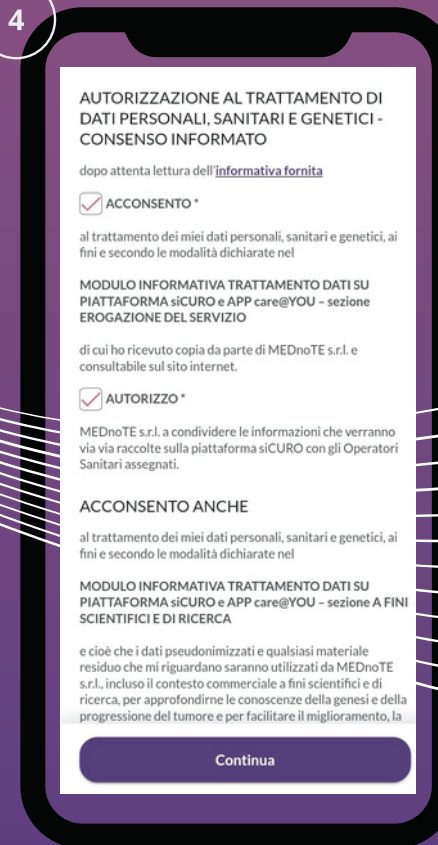 4
AUTORIZZAZIONE AL TRATTAMENTO DI
DATI PERSONALI, SANITARI E GENETICI -
CONSENSO INFORMATO
dopo attenta lettura dell'informativa fornita
ACCONSENTO *
al trattamento dei miei dati personali, sanitari e genetici, ai
fini e secondo le modalità dichiarate nel
MODULO INFORMATIVA TRATTAMENTO DATI SU
PIATTAFORMA siCURO e APP care@YOU – sezione
EROGAZIONE DEL SERVIZIO
di cui ho ricevuto copia da parte di MEDnoTE s.r.l. e
consultabile sul sito internet.
AUTORIZZO *
MEDnoTE s.r.l. a condividere le informazioni che verranno
via via raccolte sulla piattaforma siCURO con gli Operatori
Sanitari assegnati.
ACCONSENTO ANCHE
al trattamento dei miei dati personali, sanitari e genetici, ai
fini e secondo le modalità dichiarate nel
MODULO INFORMATIVA TRATTAMENTO DATI SU
PIATTAFORMA siCURO e APP care@YOU – sezione A FINI
SCIENTIFICI E DI RICERCA
e cioè che i dati pseudonimizzati e qualsiasi materiale
residuo che mi riguardano saranno utilizzati da MEDnoTE
s.r.l., incluso il contesto commerciale a fini scientifici e di
ricerca, per approfondirne le conoscenze della genesi e della
progressione del tumore e per facilitare il miglioramento, la
Continua